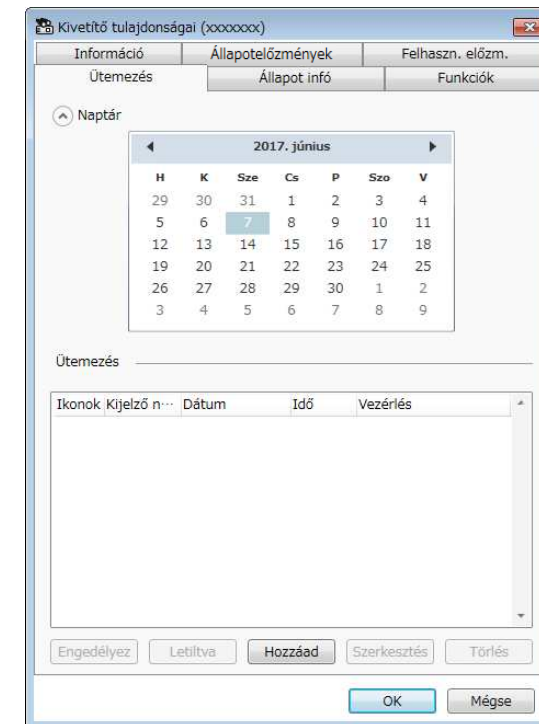 Kivetítő tulajdonságai (xxxxxxx)
Információ Állapotelőzmények Felhaszn. előzm.
Ütemezés Állapot infó Funkciók
Naptár
2017. június
H K Sze Cs P Szo V
29 30 31 1 2 3 4
5 6 7 8 9 10 11
12 13 14 15 16 17 18
19 20 21 22 23 24 25
26 27 28 29 30 1 2
3 4 5 6 7 8 9
Ütemezés
Ikonok Kijelző n··· Dátum Idő Vezérlés
Engedélyez Letiltva Hozzáad Szerkesztés Törlés
OK Mégse